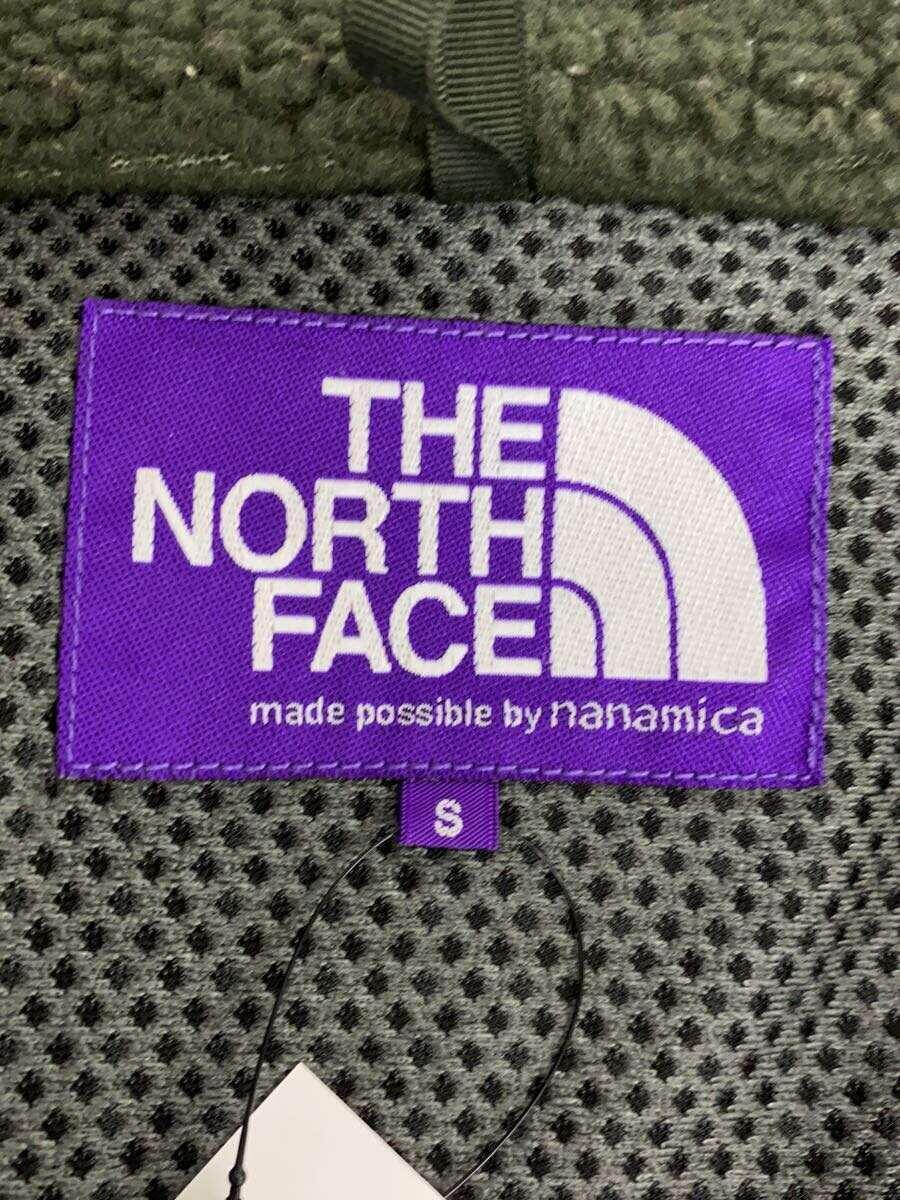 THE
NORTH
FACE
made possible by nanamica
S